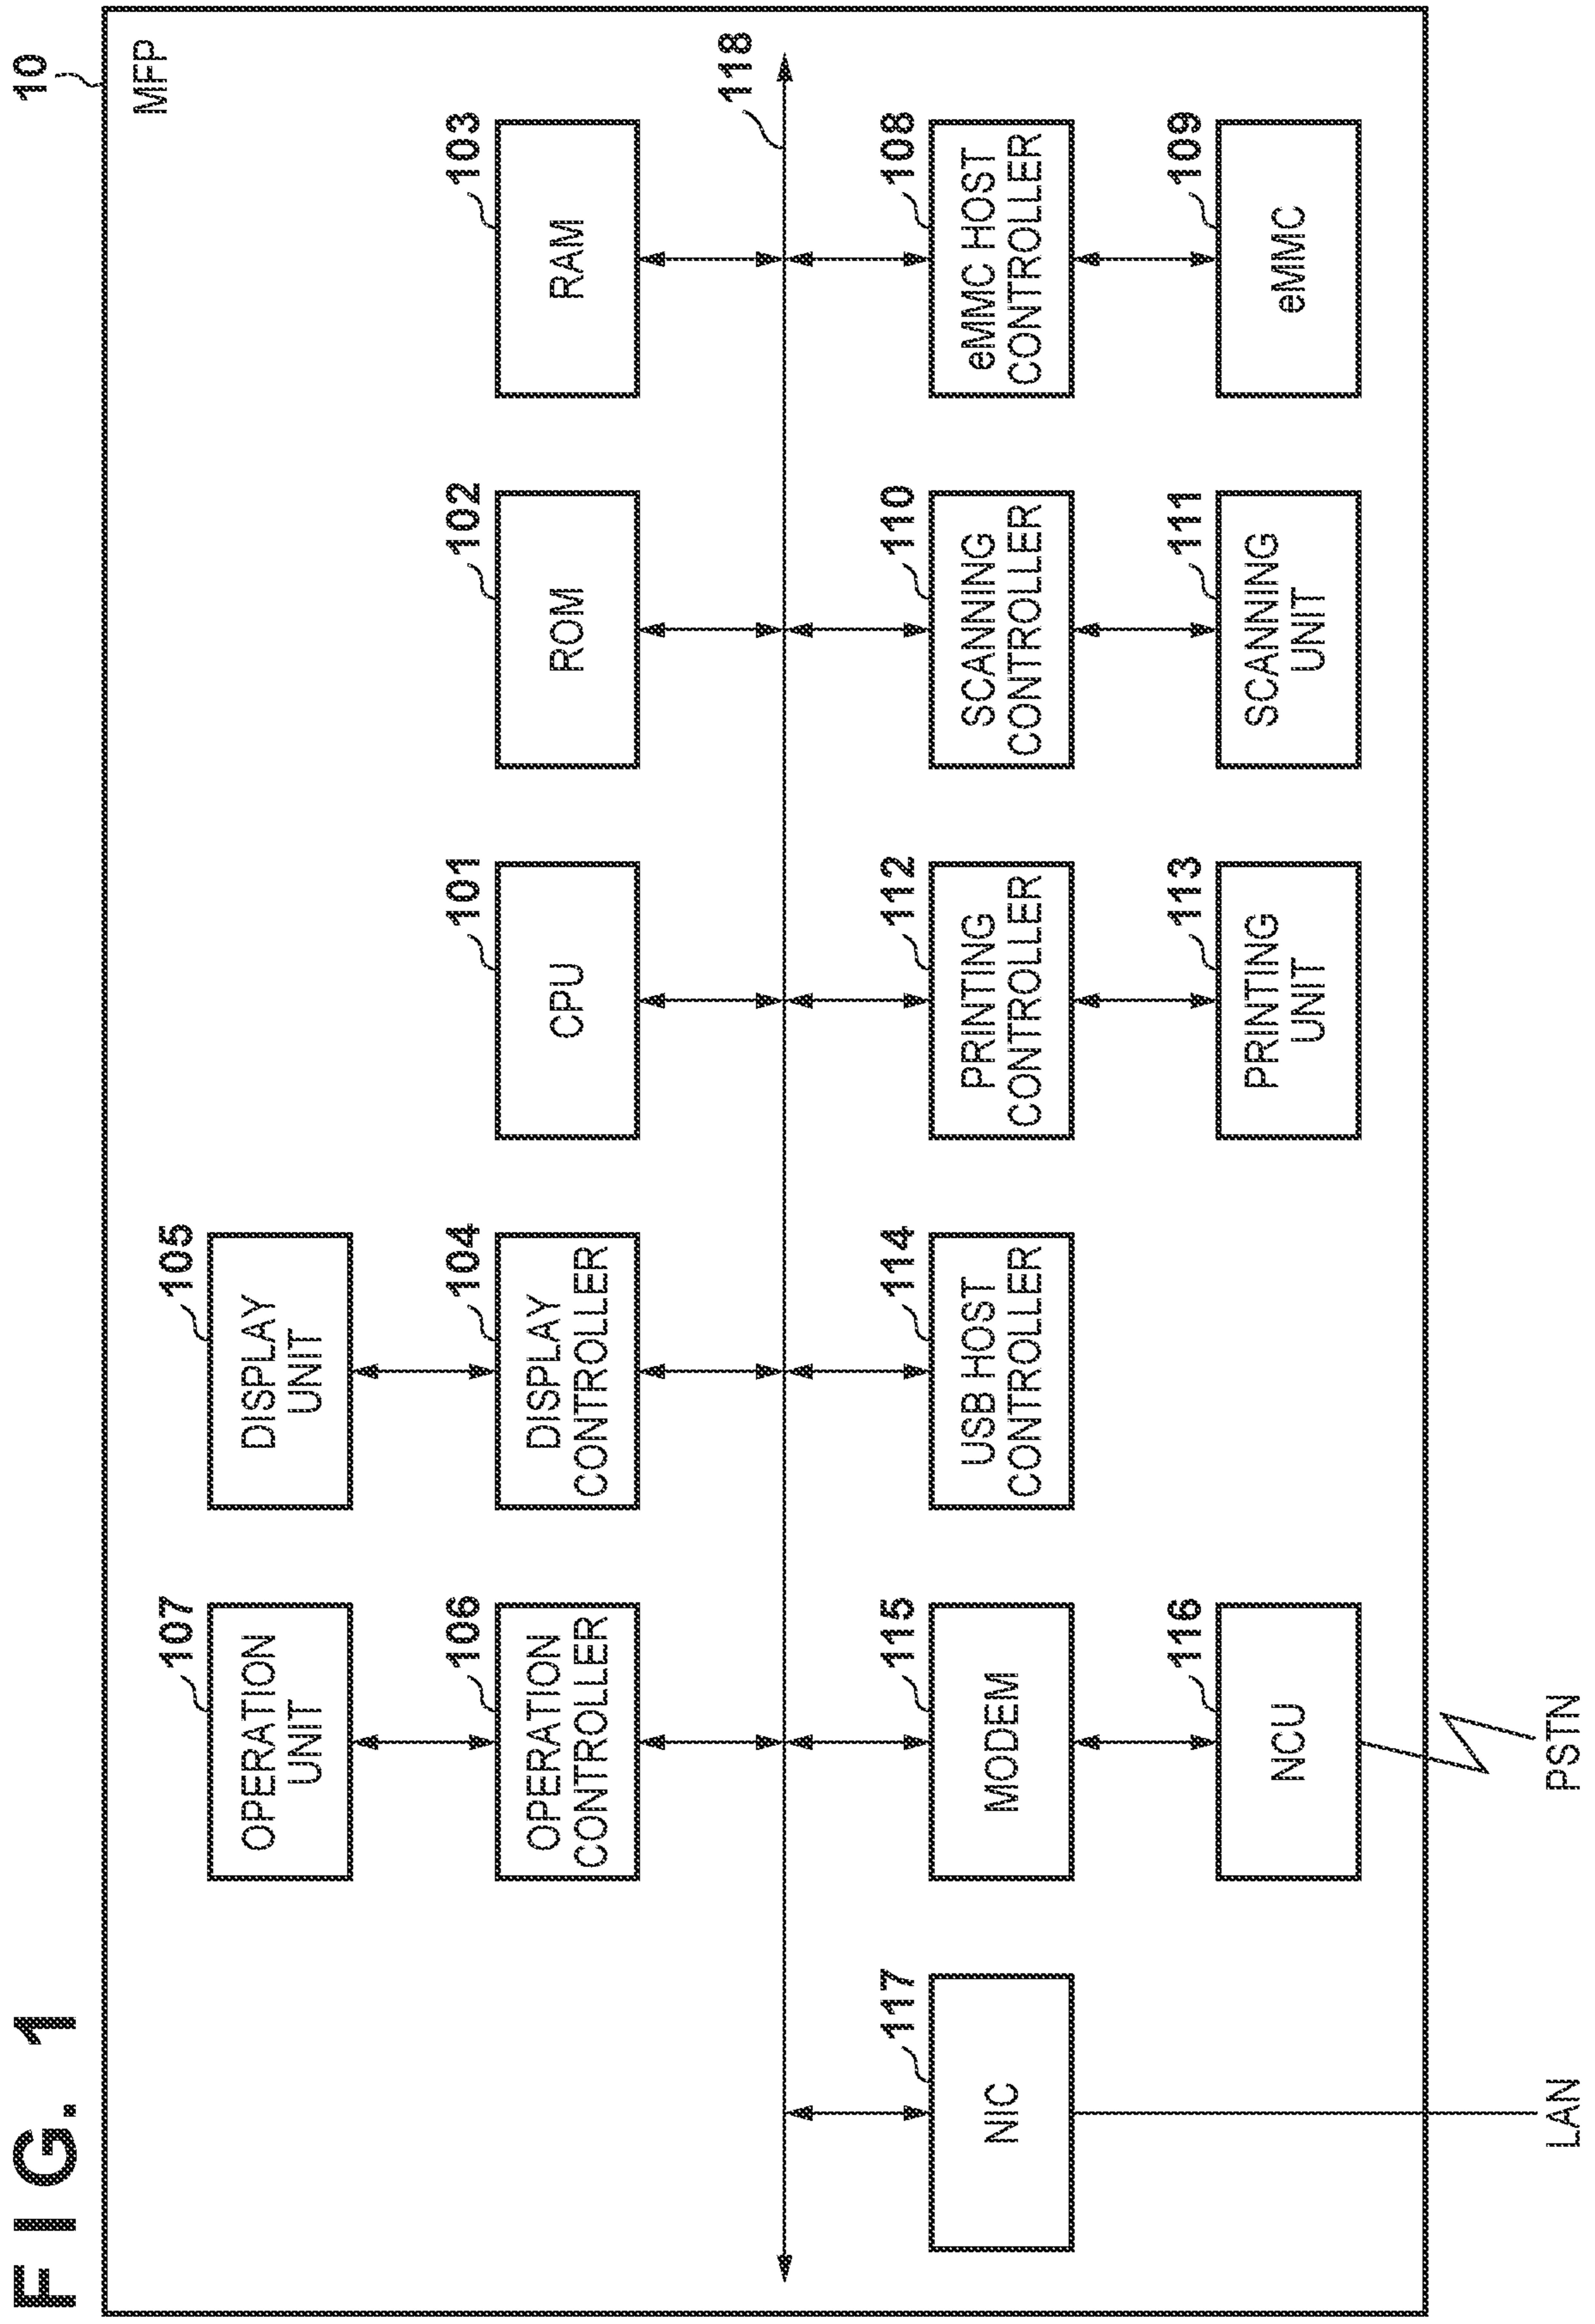 FIG. 1
10
MFP
107
OPERATION
UNIT
105
DISPLAY
UNIT
106
OPERATION
CONTROLLER
104
DISPLAY
CONTROLLER
101
CPU
102
ROM
103
RAM
118
117
NIC
115
MODEM
114
USB HOST
CONTROLLER
112
PRINTING
CONTROLLER
110
SCANNING
CONTROLLER
108
eMMC HOST
CONTROLLER
116
NCU
113
PRINTING
UNIT
111
SCANNING
UNIT
109
eMMC
LAN
PSTN